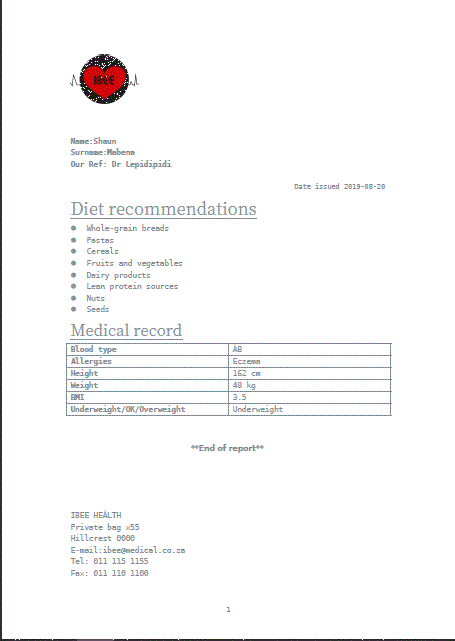 IBEE
Name:Shaun
Surname:Mabena
Our Ref: Dr Lepidipidi
Date issued 2019-08-20
Diet recommendations
● Whole-grain breads
● Pastas
● Cereals
● Fruits and vegetables
● Dairy products
● Lean protein sources
● Nuts
● Seeds
Medical record
Blood type AB
Allergies Eczema
Height 162 cm
Weight 48 kg
BMI 3.5
Underweight/OK/Overweight Underweight
**End of report**
IBEE HEALTH
Private bag x55
Hillcrest 0000
E-mail:ibee@medical.co.za
Tel: 011 115 1155
Fax: 011 110 1100
1